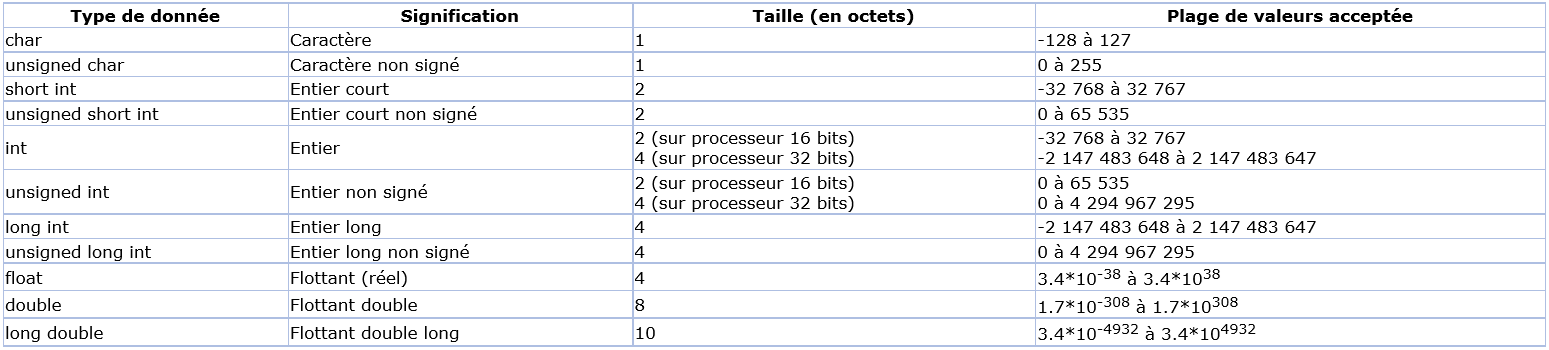 Type de donnée Signification Taille (en octets) Plage de valeurs acceptée
char Caractère 1 -128 à 127
unsigned char Caractère non signé 1 0 à 255
short int Entier court 2 -32 768 à 32 767
unsigned short int Entier court non signé 2 0 à 65 535
int Entier 2 (sur processeur 16 bits) -32 768 à 32 767
4 (sur processeur 32 bits) -2 147 483 648 à 2 147 483 647
unsigned int Entier non signé 2 (sur processeur 16 bits) 0 à 65 535
4 (sur processeur 32 bits) 0 à 4 294 967 295
long int Entier long 4 -2 147 483 648 à 2 147 483 647
unsigned long int Entier long non signé 4 0 à 4 294 967 295
float Flottant (réel) 4 3.4*10^-38 à 3.4*10^38
double Flottant double 8 1.7*10^-308 à 1.7*10^308
long double Flottant double long 10 3.4*10^-4932 à 3.4*10^4932